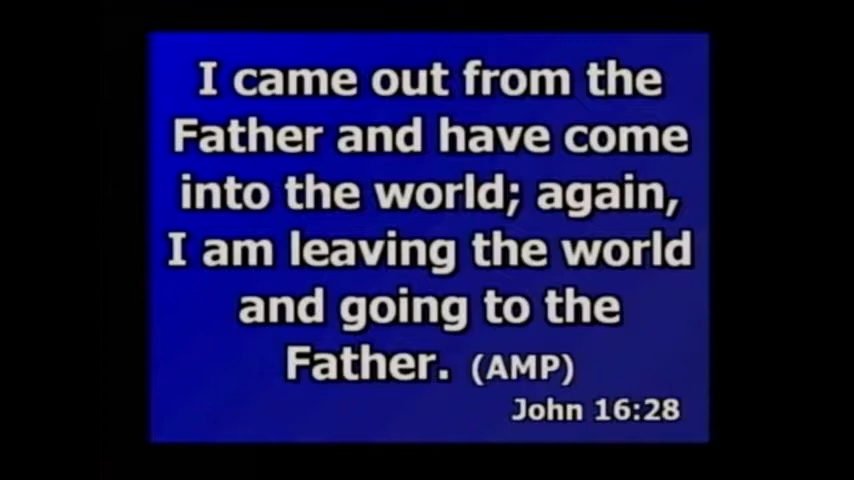 I came out from the
Father and have come
into the world; again,
I am leaving the world
and going to the
Father. (AMP)
John 16:28